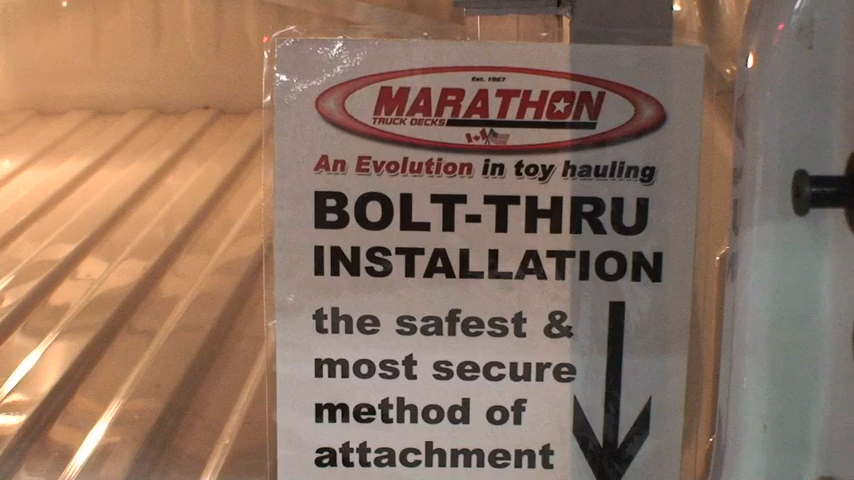 Est. 1967
MARATHON
TRUCK DECKS
An Evolution in toy hauling
BOLT-THRU
INSTALLATION
the safest &
most secure
method of
attachment